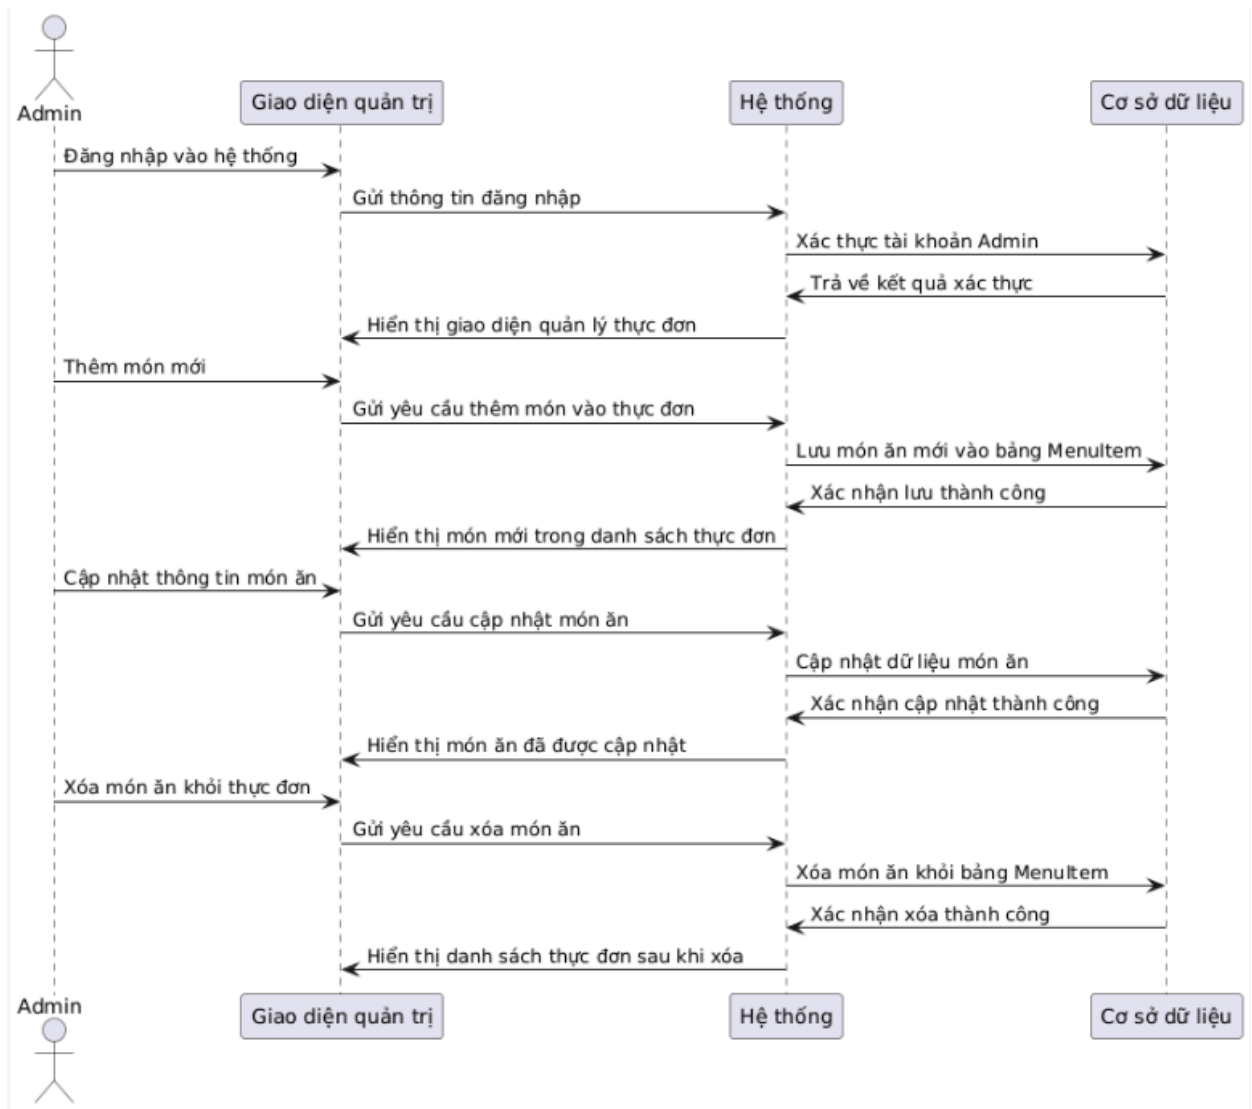 Admin
Giao diện quản trị
Hệ thống
Cơ sở dữ liệu
Đăng nhập vào hệ thống
Gửi thông tin đăng nhập
Xác thực tài khoản Admin
Trả về kết quả xác thực
Hiển thị giao diện quản lý thực đơn
Thêm món mới
Gửi yêu cầu thêm món vào thực đơn
Lưu món ăn mới vào bảng MenuItem
Xác nhận lưu thành công
Hiển thị món mới trong danh sách thực đơn
Cập nhật thông tin món ăn
Gửi yêu cầu cập nhật món ăn
Cập nhật dữ liệu món ăn
Xác nhận cập nhật thành công
Hiển thị món ăn đã được cập nhật
Xóa món ăn khỏi thực đơn
Gửi yêu cầu xóa món ăn
Xóa món ăn khỏi bảng MenuItem
Xác nhận xóa thành công
Hiển thị danh sách thực đơn sau khi xóa
Admin
Giao diện quản trị
Hệ thống
Cơ sở dữ liệu